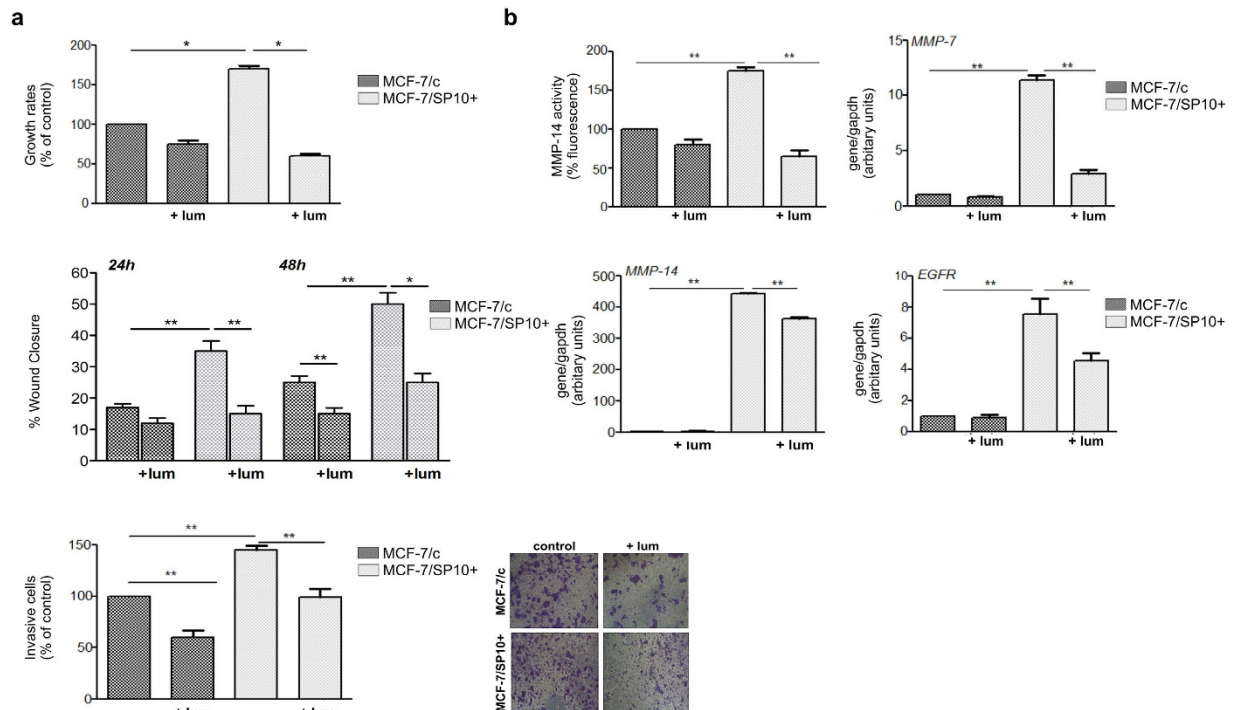 a
Growth rates
(% of control)
200
150
100
50
0
* *
+ lum + lum
MCF-7/c
MCF-7/SP10+
% Wound Closure
60
50
40
30
20
10
0
24h 48h
** ** ** ** *
+lum +lum +lum +lum
MCF-7/c
MCF-7/SP10+
Invasive cells
(% of control)
150
100
50
0
** ** **
MCF-7/c
MCF-7/SP10+
b
MMP-14 activity
(% fluorescence)
200
150
100
50
0
** **
+ lum + lum
MMP-7
gene/gapdh
(arbitary units)
15
10
5
0
** **
+ lum + lum
MCF-7/c
MCF-7/SP10+
MMP-14
gene/gapdh
(arbitary units)
500
400
300
200
100
0
** **
+ lum + lum
EGFR
gene/gapdh
(arbitary units)
8
6
4
2
0
** **
+ lum + lum
MCF-7/c
MCF-7/SP10+
control + lum
MCF-7/c
MCF-7/SP10+